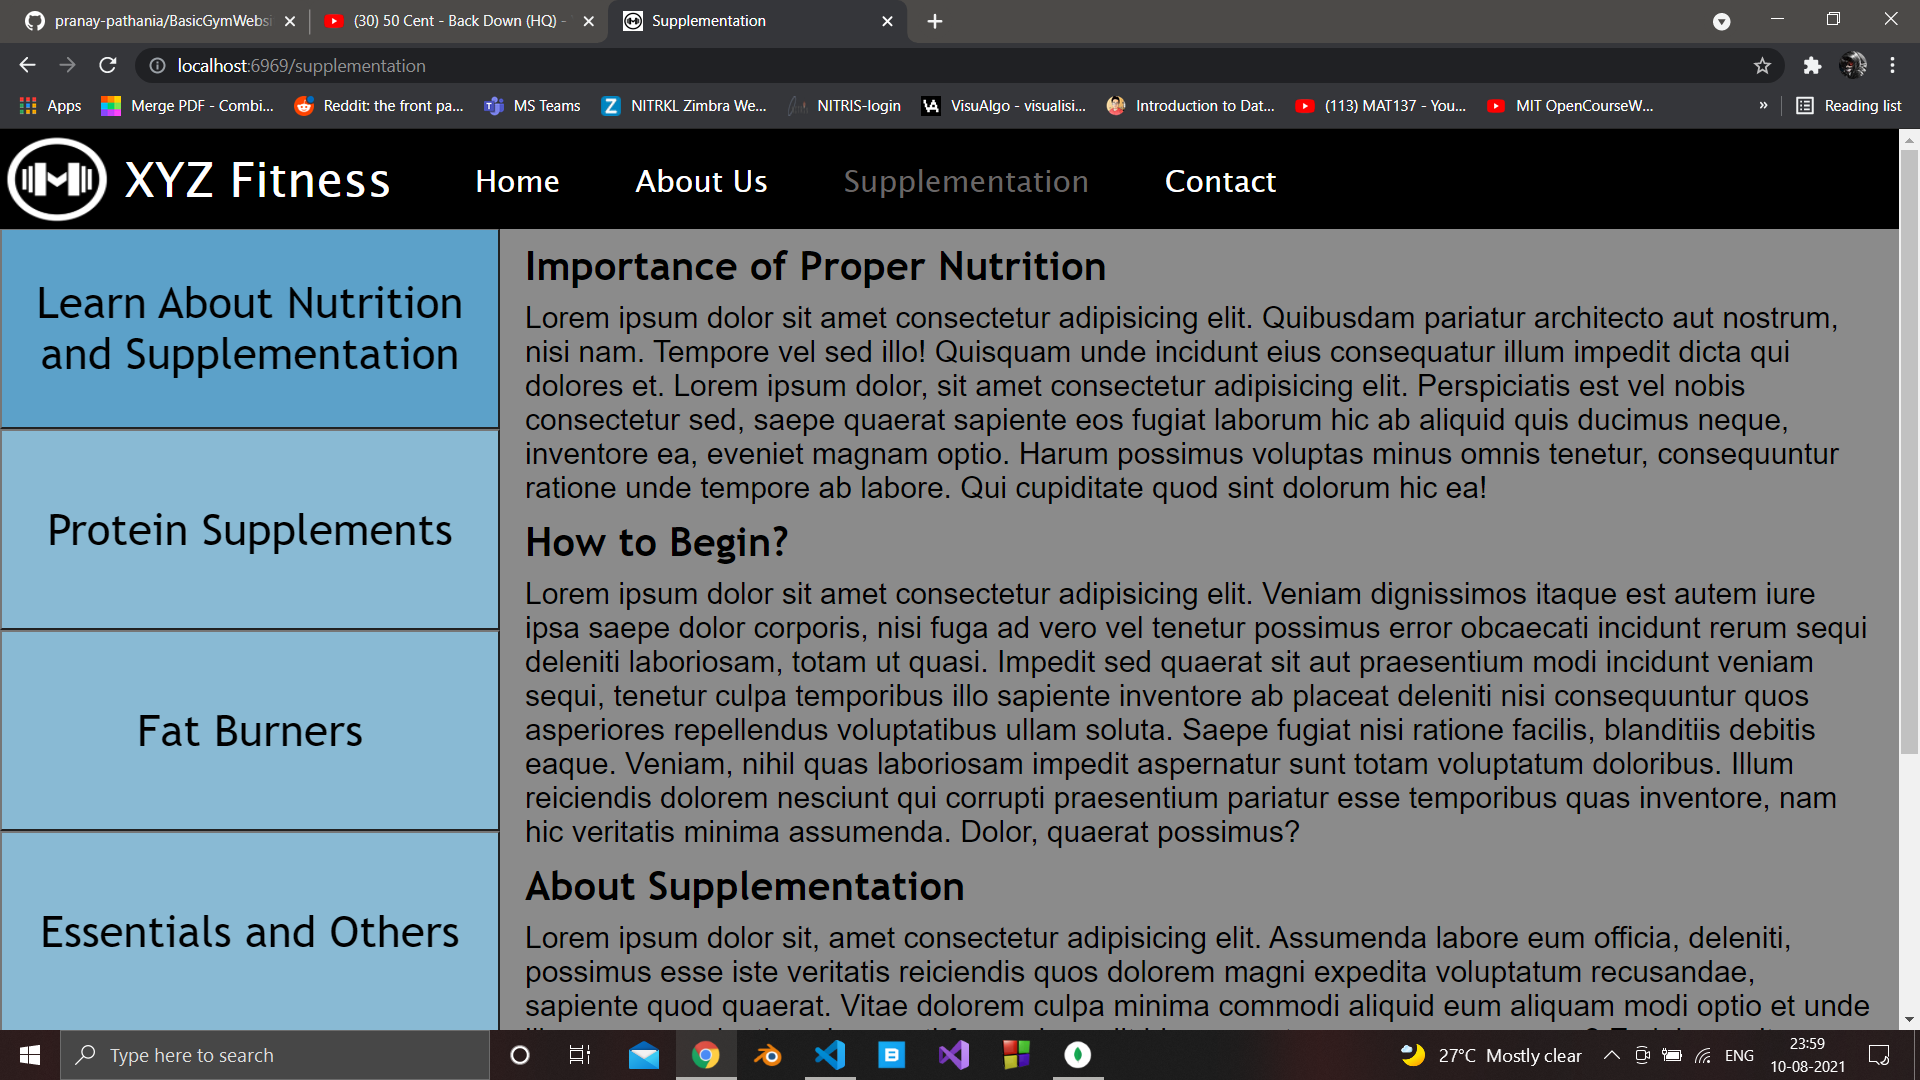 pranay-pathania/BasicGymWebsi
(30) 50 Cent - Back Down (HQ) -
Supplementation
localhost:6969/supplementation
Apps
Merge PDF - Combi...
Reddit: the front pa...
MS Teams
NITRKL Zimbra We...
NITRIS-login
VisuAlgo - visualisi...
Introduction to Dat...
(113) MAT137 - You...
MIT OpenCourseW...
»
Reading list
XYZ Fitness
Home
About Us
Supplementation
Contact
Learn About Nutrition
and Supplementation
Protein Supplements
Fat Burners
Essentials and Others
Importance of Proper Nutrition
Lorem ipsum dolor sit amet consectetur adipisicing elit. Quibusdam pariatur architecto aut nostrum,
nisi nam. Tempore vel sed illo! Quisquam unde incidunt eius consequatur illum impedit dicta qui
dolores et. Lorem ipsum dolor, sit amet consectetur adipisicing elit. Perspiciatis est vel nobis
consectetur sed, saepe quaerat sapiente eos fugiat laborum hic ab aliquid quis ducimus neque,
inventore ea, eveniet magnam optio. Harum possimus voluptas minus omnis tenetur, consequuntur
ratione unde tempore ab labore. Qui cupiditate quod sint dolorum hic ea!
How to Begin?
Lorem ipsum dolor sit amet consectetur adipisicing elit. Veniam dignissimos itaque est autem iure
ipsa saepe dolor corporis, nisi fuga ad vero vel tenetur possimus error obcaecati incidunt rerum sequi
deleniti laboriosam, totam ut quasi. Impedit sed quaerat sit aut praesentium modi incidunt veniam
sequi, tenetur culpa temporibus illo sapiente inventore ab placeat deleniti nisi consequuntur quos
asperiores repellendus voluptatibus ullam soluta. Saepe fugiat nisi ratione facilis, blanditiis debitis
eaque. Veniam, nihil quas laboriosam impedit aspernatur sunt totam voluptatum doloribus. Illum
reiciendis dolorem nesciunt qui corrupti praesentium pariatur esse temporibus quas inventore, nam
hic veritatis minima assumenda. Dolor, quaerat possimus?
About Supplementation
Lorem ipsum dolor sit, amet consectetur adipisicing elit. Assumenda labore eum officia, deleniti,
possimus esse iste veritatis reiciendis quos dolorem magni expedita voluptatum recusandae,
sapiente quod quaerat. Vitae dolorem culpa minima commodi aliquid eum aliquam modi optio et unde
Type here to search
27°C Mostly clear
ENG
23:59
10-08-2021